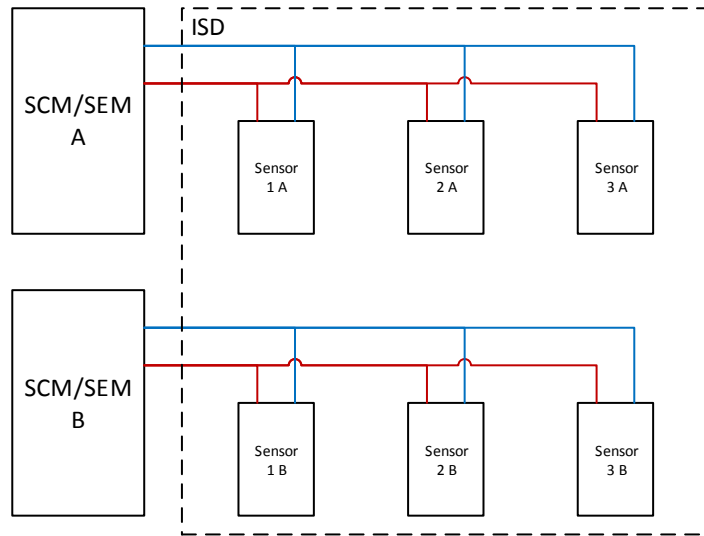 ISD
SCM/SEM
A
Sensor
1 A
Sensor
2 A
Sensor
3 A
SCM/SEM
B
Sensor
1 B
Sensor
2 B
Sensor
3 B